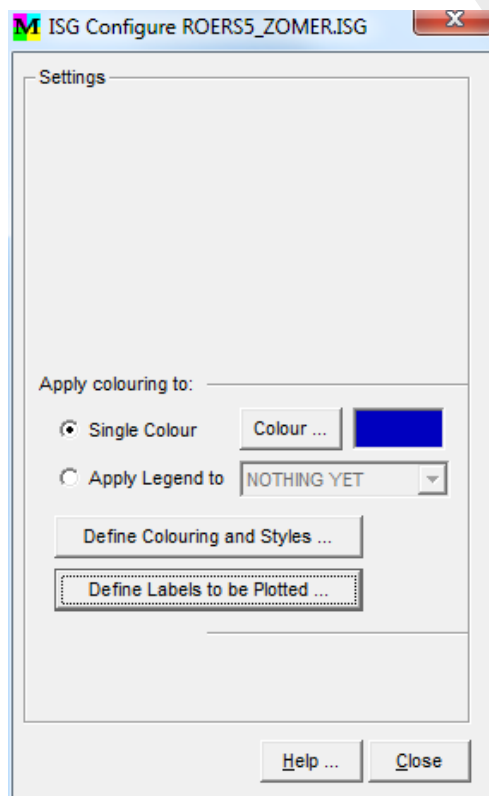 M ISG Configure ROERS5_ZOMER.ISG X
Settings
Apply colouring to:
Single Colour Colour ...
Apply Legend to NOTHING YET
Define Colouring and Styles ...
Define Labels to be Plotted ...
Help ... Close